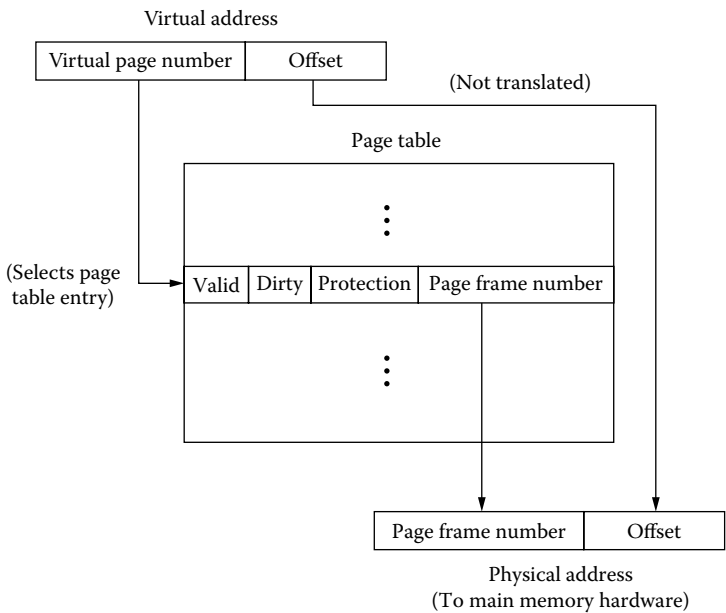 Virtual address
Virtual page number Offset
(Not translated)
Page table
(Selects page
table entry)
Valid Dirty Protection Page frame number
Page frame number Offset
Physical address
(To main memory hardware)